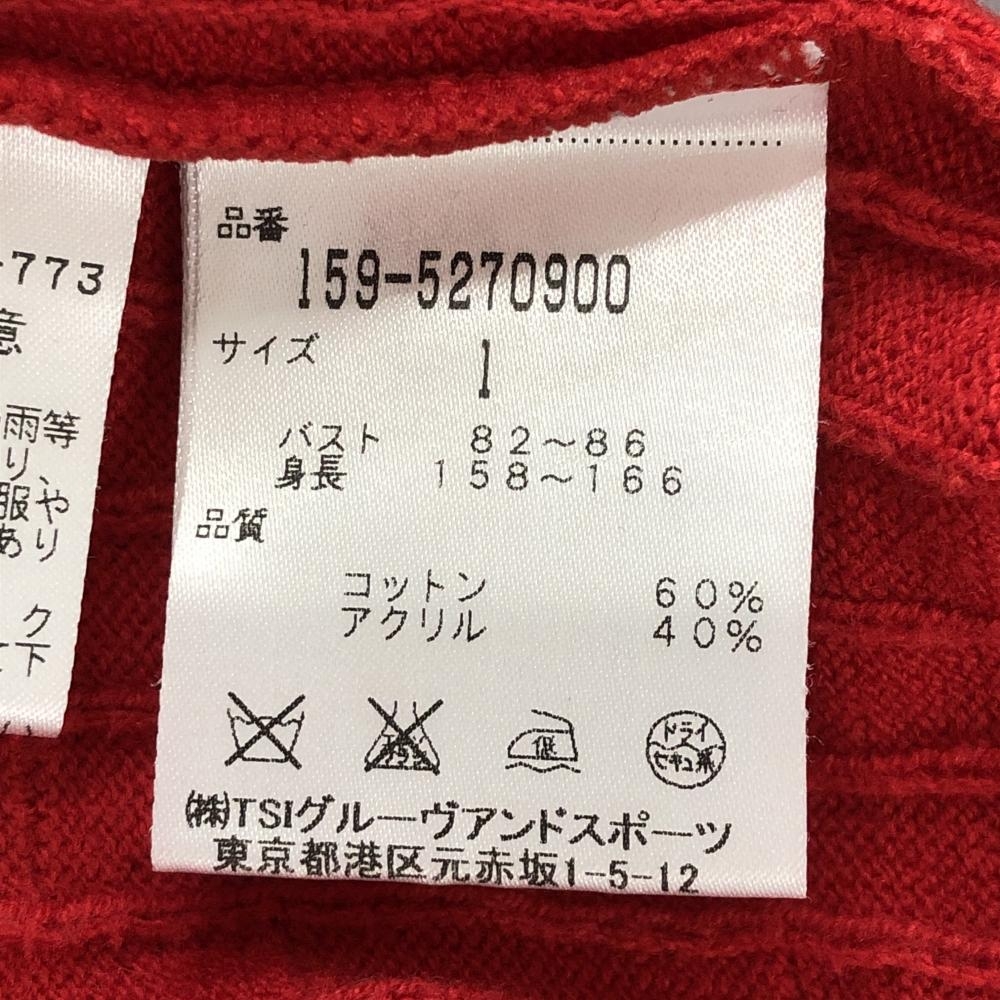 -773
意
雨等
り、
服や
あり
ク
て下
品番
159-5270900
サイズ
1
バスト 82～86
身長 158～166
品質
コットン 60%
アクリル 40%
低
ドライ
セキユ系
㈱TSIグルーヴアンドスポーツ
東京都港区元赤坂1-5-12